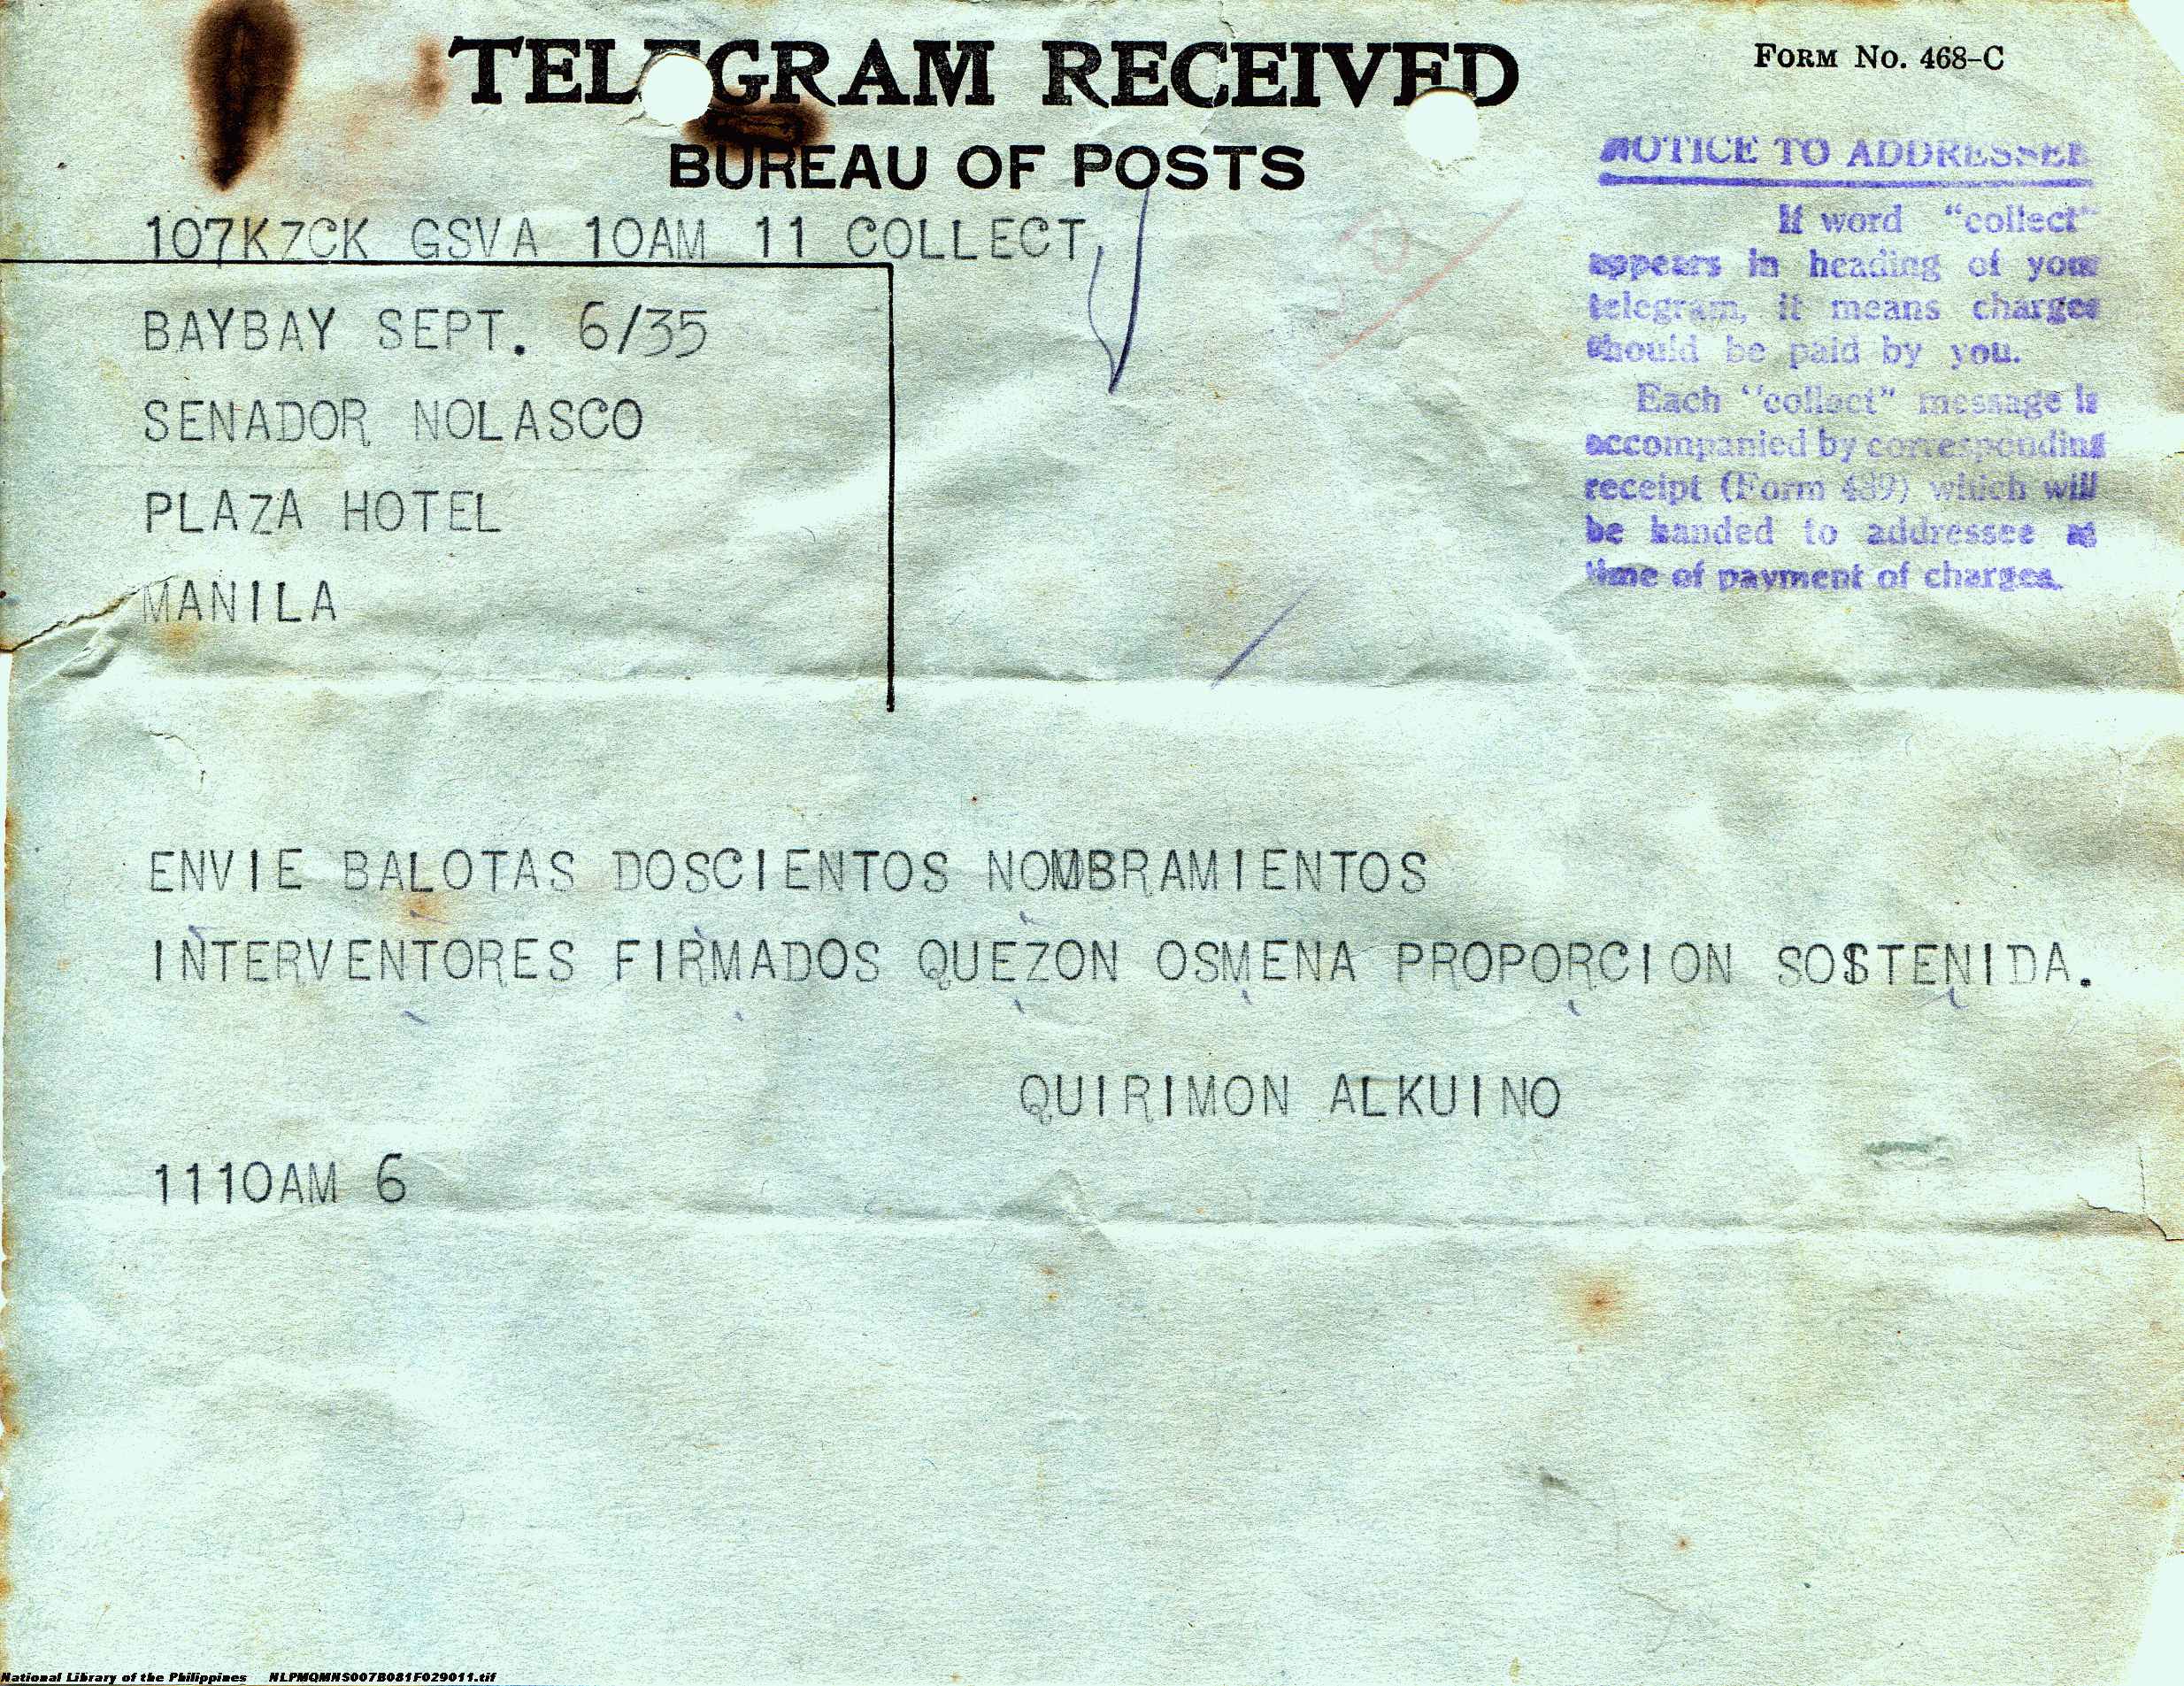 TELEGRAM RECEIVED
FORM NO. 468-C
BUREAU OF POSTS
107KZCK GSVA 10AM 11 COLLECT
BAYBAY SEPT. 6/35
SENADOR NOLASCO
PLAZA HOTEL
MANILA
NOTICE TO ADDRESSEE
If word "collect"
appears in heading of your
telegram, it means charges
should be paid by you.
Each "collect" message is
accompanied by corresponding
receipt (Form 489) which will
be handed to addressee at
time of payment of charges.
ENVIE BALOTAS DOSCIENTOS NOMBRAMIENTOS
INTERVENTORES FIRMADOS QUEZON OSMENA PROPORCION SOSTENIDA.
QUIRIMON ALKUINO
1110AM 6
National Library of the Philippines NLPMQMNS007B081F029011.tif